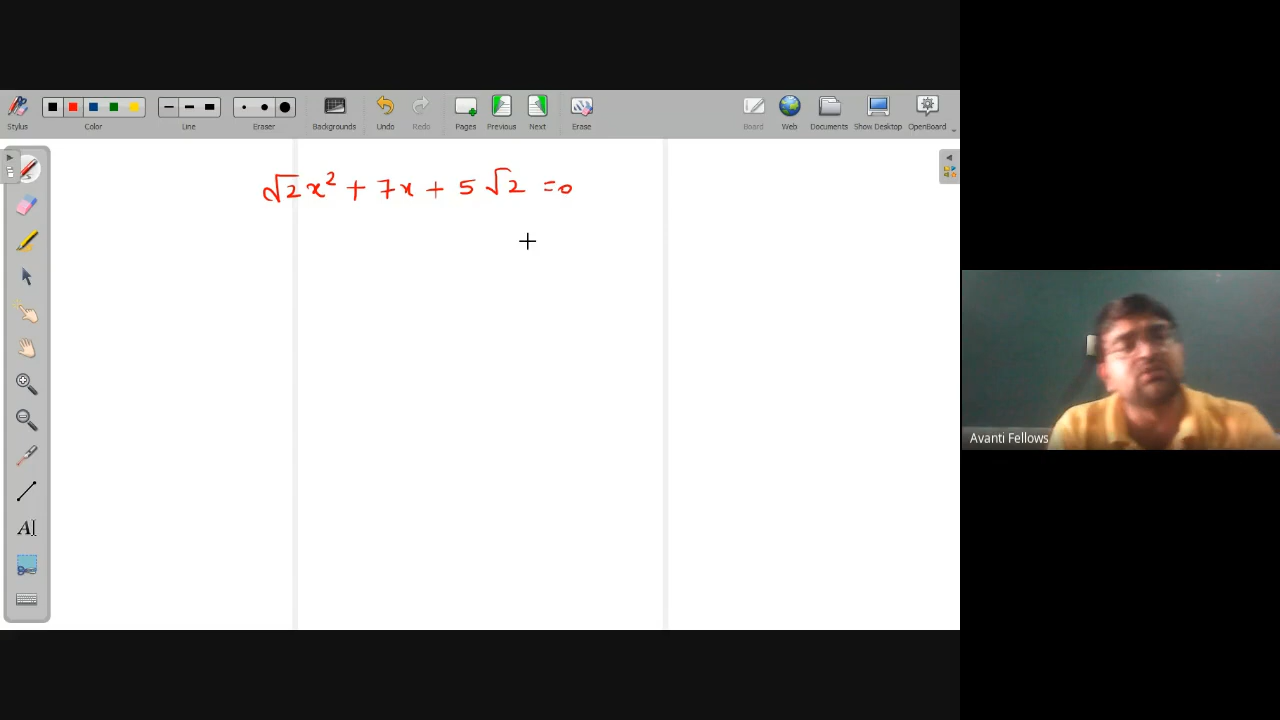 Stylus Color Line Eraser Backgrounds Undo Redo Pages Previous Next Erase Board Web Documents Show Desktop OpenBoard
√2x² + 7x + 5√2 =0
AI
Avanti Fellows